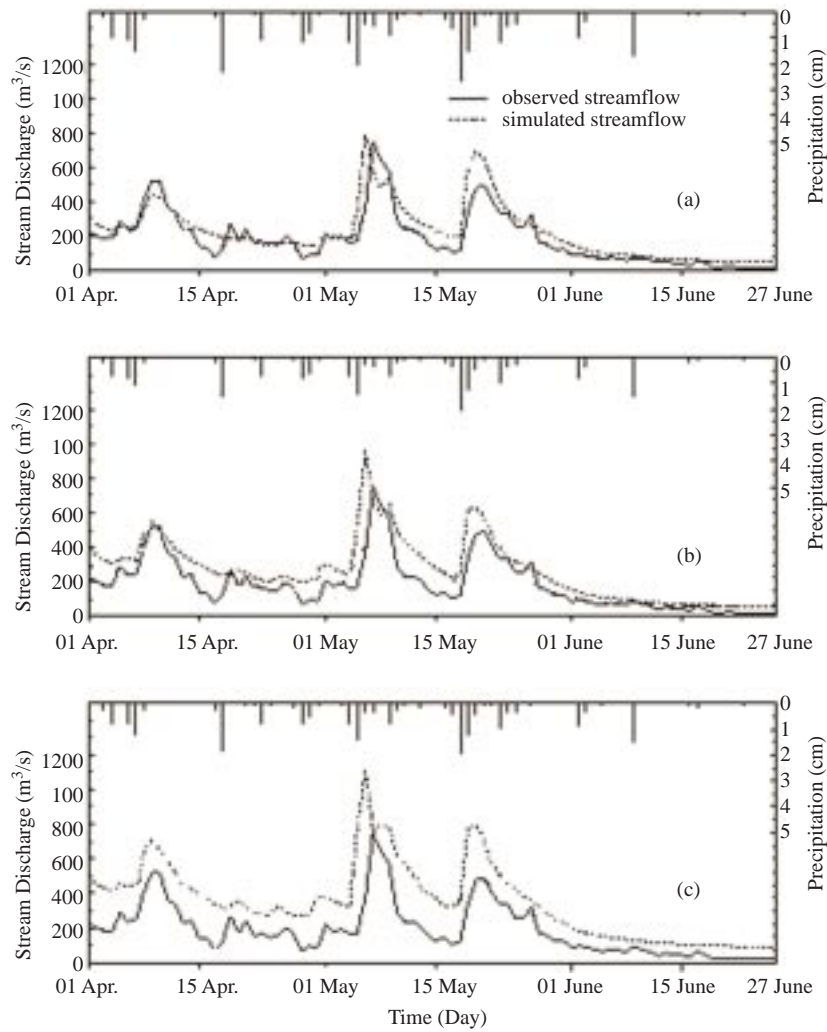 0
1
2
3
4
5
Precipitation (cm)
1200
100
800
600
400
200
0
Stream Discharge (m³/s)
observed streamflow
simulated streamflow
(a)
01 Apr.
15 Apr.
01 May
15 May
01 June
15 June
27 June
0
1
2
3
4
5
Precipitation (cm)
1200
100
800
600
400
200
0
Stream Discharge (m³/s)
(b)
01 Apr.
15 Apr.
01 May
15 May
01 June
15 June
27 June
0
1
2
3
4
5
Precipitation (cm)
1200
100
800
600
400
200
0
Stream Discharge (m³/s)
(c)
01 Apr.
15 Apr.
01 May
15 May
01 June
15 June
27 June
Time (Day)